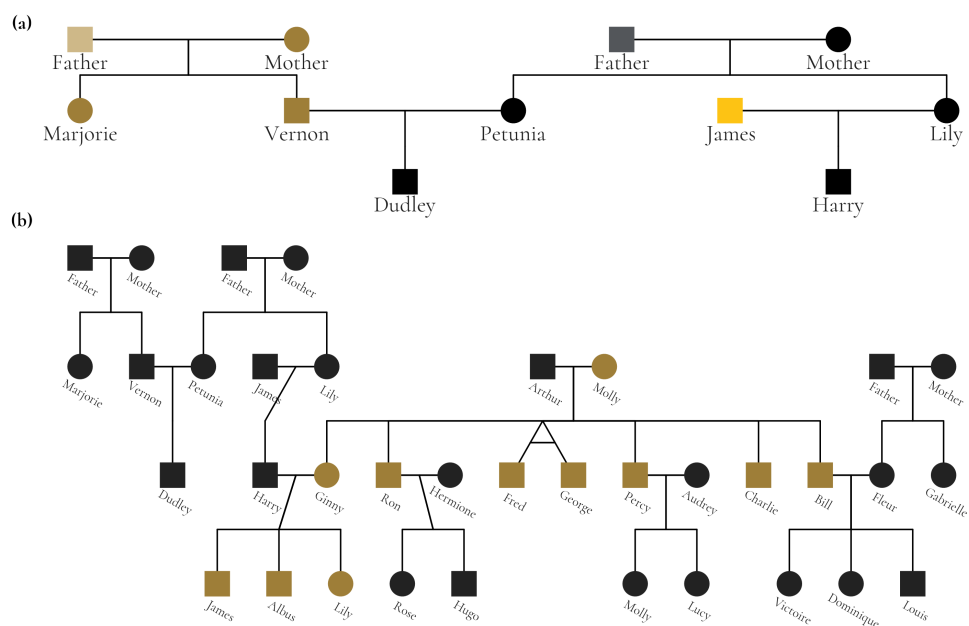 (a)
Father
Mother
Father
Mother
Marjorie
Vernon
Petunia
James
Lily
Dudley
Harry
(b)
Father
Mother
Father
Mother
Marjorie
Vernon
Petunia
James
Lily
Arthur
Molly
Father
Mother
Dudley
Harry
Ginny
Ron
Hermione
Fred
George
Percy
Audrey
Charlie
Bill
Fleur
Gabrielle
James
Albus
Lily
Rose
Hugo
Molly
Lucy
Victoire
Dominique
Louis